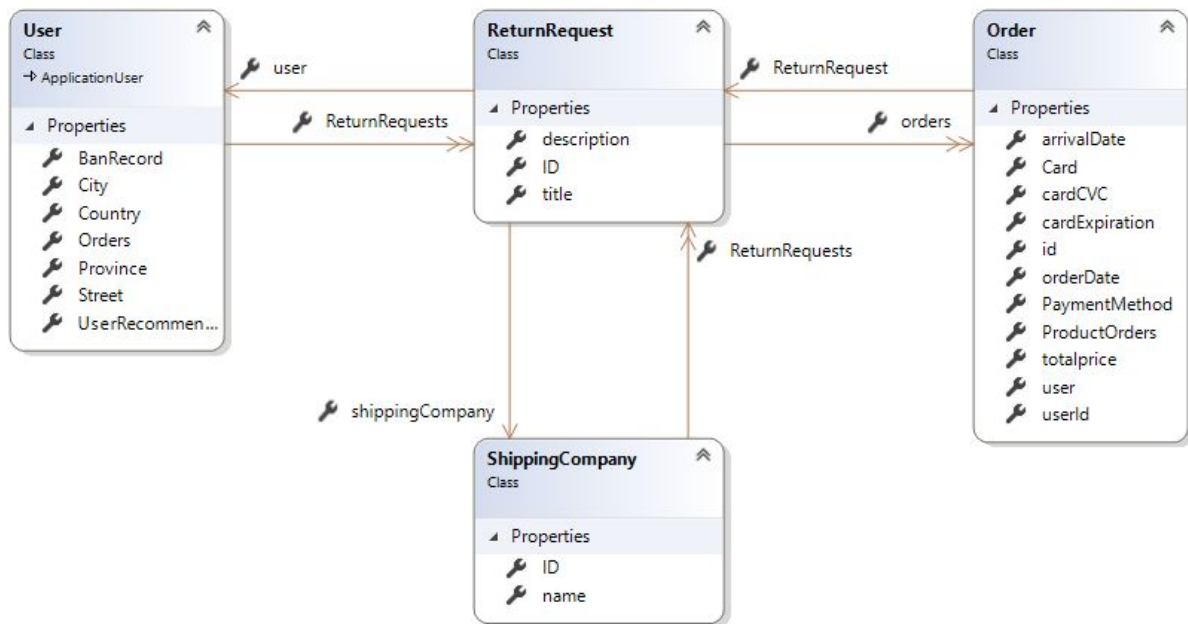 User
Class
ApplicationUser
Properties
BanRecord
City
Country
Orders
Province
Street
UserRecommen...
user
ReturnRequests
ReturnRequest
Class
Properties
description
ID
title
ReturnRequest
orders
Order
Class
Properties
arrivalDate
Card
cardCVC
cardExpiration
id
orderDate
PaymentMethod
ProductOrders
totalprice
user
userId
ReturnRequests
shippingCompany
ShippingCompany
Class
Properties
ID
name